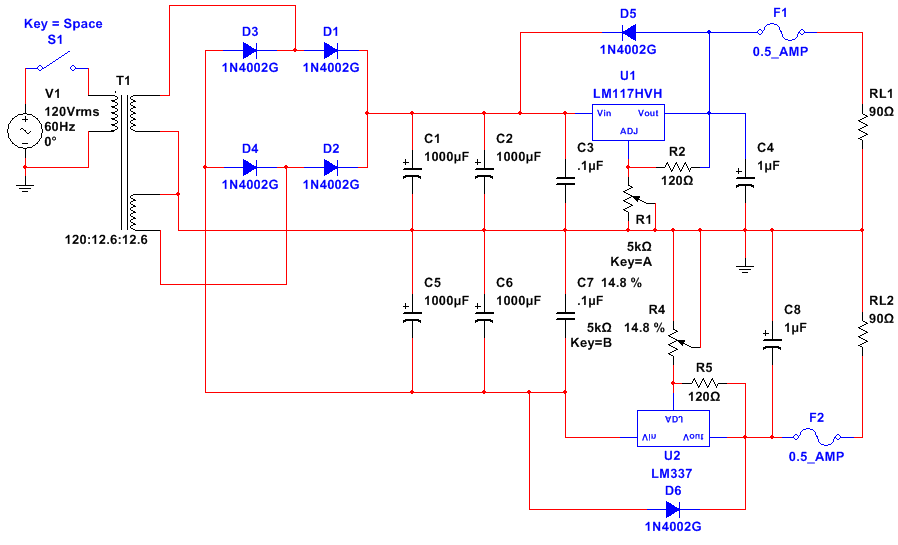 Key = Space
S1
V1
120Vrms
60Hz
0°
T1
120:12.6:12.6
D3
1N4002G
D1
1N4002G
D4
1N4002G
D2
1N4002G
D5
1N4002G
F1
0.5_AMP
U1
LM117HVH
Vin
Vout
ADJ
RL1
90Ω
C1
1000µF
C2
1000µF
C3
.1µF
R2
120Ω
C4
1µF
R1
5kΩ
Key=A
14.8 %
C5
1000µF
C6
1000µF
C7
.1µF
R4
5kΩ
14.8 %
Key=B
C8
1µF
RL2
90Ω
R5
120Ω
ADJ
Vin
Vout
U2
LM337
F2
0.5_AMP
D6
1N4002G